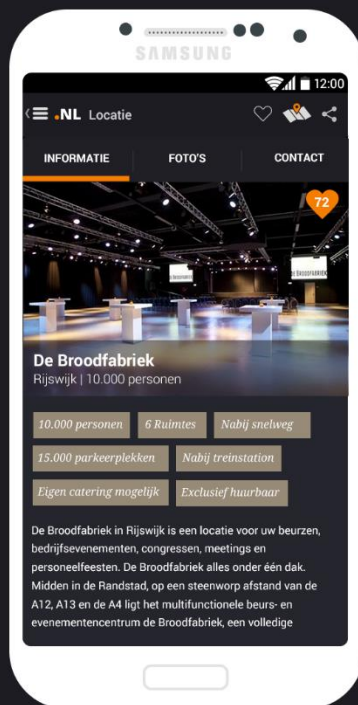 SAMSUNG
12:00
.NL Locatie
INFORMATIE FOTO'S CONTACT
72
DE BROODFABRIEK
De Broodfabriek
Rijswijk | 10.000 personen
10.000 personen 6 Ruimtes Nabij snelweg
15.000 parkeerplekken Nabij treinstation
Eigen catering mogelijk Exclusief huurbaar
De Broodfabriek in Rijswijk is een locatie voor uw beurzen,
bedrijfsevenementen, congressen, meetings en
personeelfeesten. De Broodfabriek alles onder één dak.
Midden in de Randstad, op een steenworp afstand van de
A12, A13 en de A4 ligt het multifunctionele beurs- en
evenementencentrum de Broodfabriek, een volledige